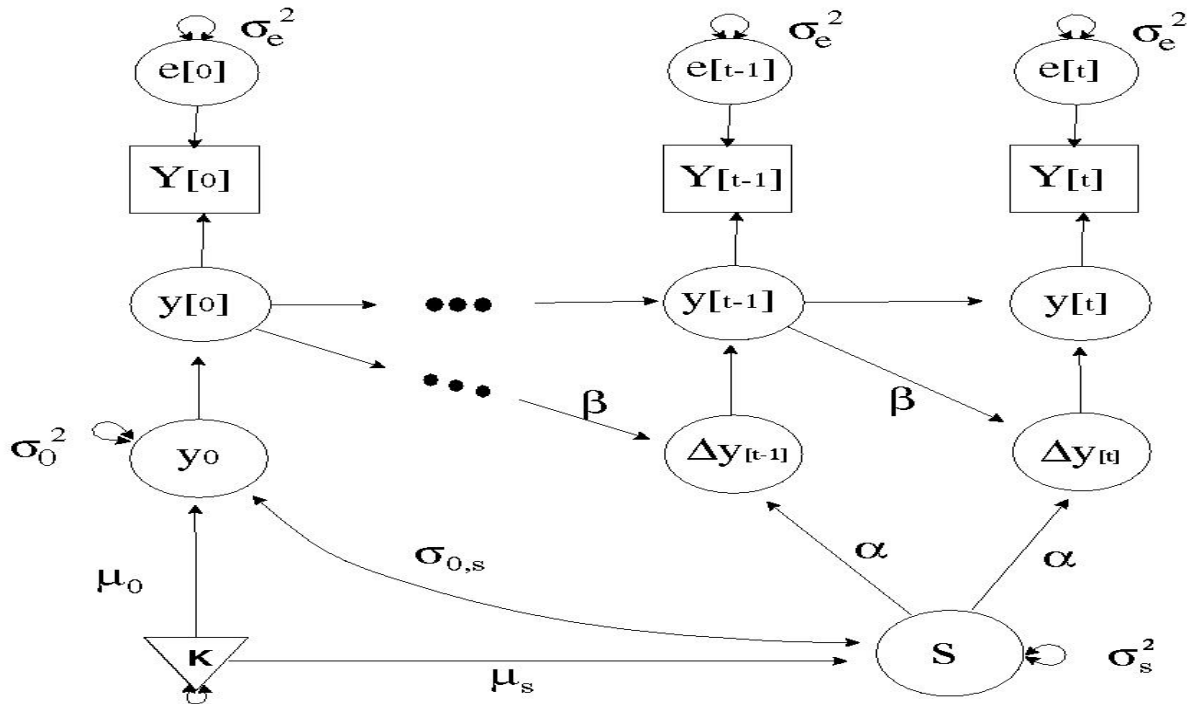 σe² σe² σe²
e[0] e[t-1] e[t]
Y[0] Y[t-1] Y[t]
y[0] y[t-1] y[t]
β β
σ0² y0 Δy[t-1] Δy[t]
σ0,s α α
μ0
K S σs²
μs